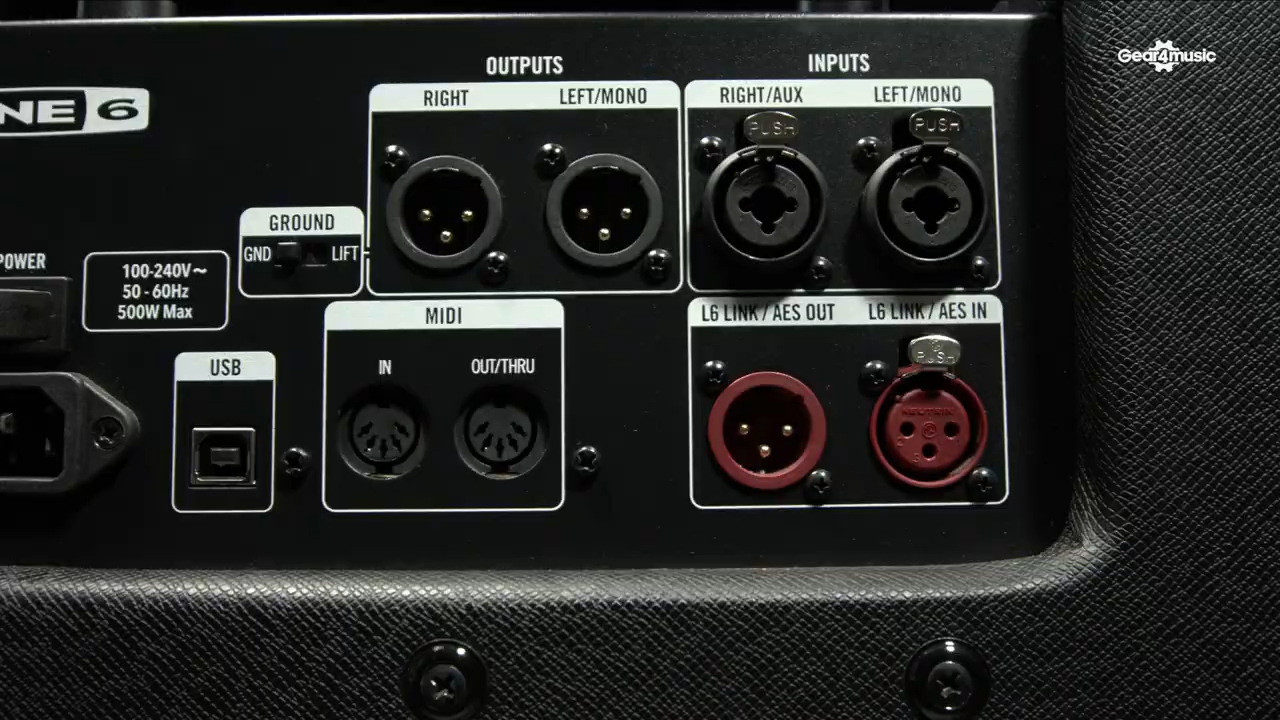 Gear4music
OUTPUTS
INPUTS
RIGHT
LEFT/MONO
RIGHT/AUX
LEFT/MONO
NE 6
PUSH
PUSH
GROUND
GND
LIFT
POWER
100-240V~
50 - 60Hz
500W Max
MIDI
L6 LINK / AES OUT
L6 LINK / AES IN
USB
IN
OUT/THRU
PUSH
NEUTRIK